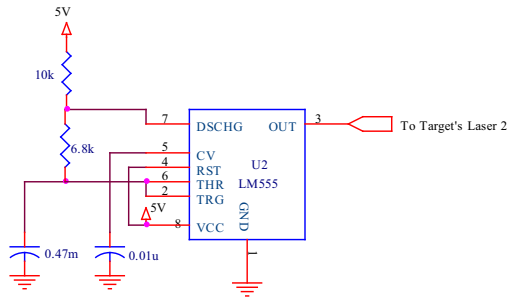 5V
10k
7
DSCHG
OUT
3
To Target's Laser 2
6.8k
5
CV
U2
4
RST
6
THR
LM555
2
TRG
5V
8
VCC
GND
1
0.47m
0.01u